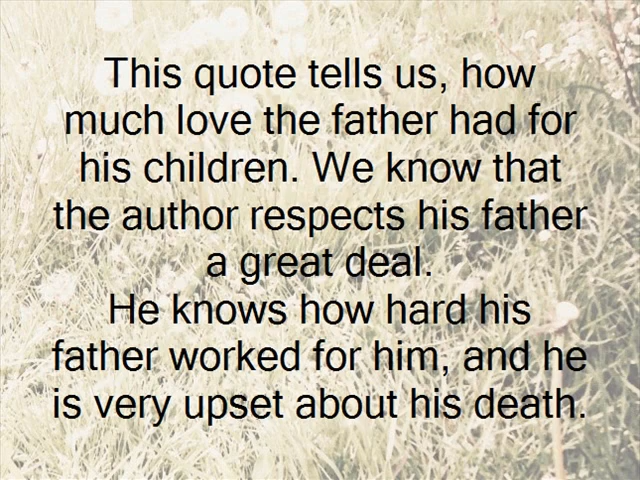 This quote tells us, how
much love the father had for
his children. We know that
the author respects his father
a great deal.
He knows how hard his
father worked for him, and he
is very upset about his death.